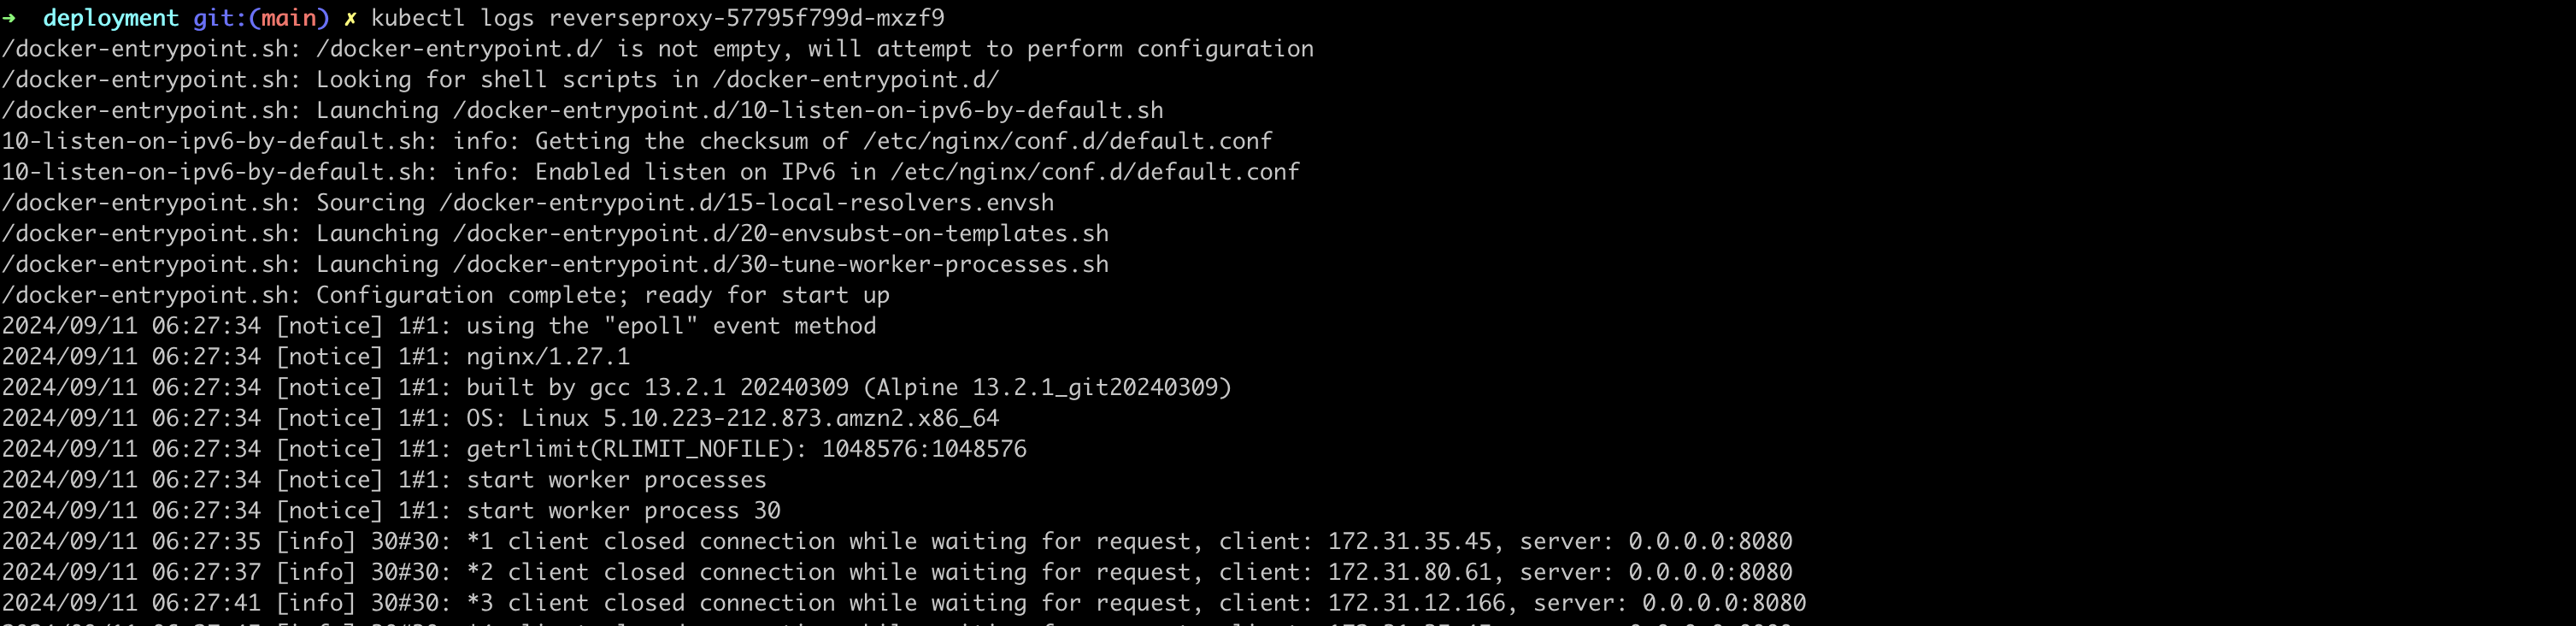 ➜  deployment git:(main) ✗ kubectl logs reverseproxy-57795f799d-mxzf9
/docker-entrypoint.sh: /docker-entrypoint.d/ is not empty, will attempt to perform configuration
/docker-entrypoint.sh: Looking for shell scripts in /docker-entrypoint.d/
/docker-entrypoint.sh: Launching /docker-entrypoint.d/10-listen-on-ipv6-by-default.sh
10-listen-on-ipv6-by-default.sh: info: Getting the checksum of /etc/nginx/conf.d/default.conf
10-listen-on-ipv6-by-default.sh: info: Enabled listen on IPv6 in /etc/nginx/conf.d/default.conf
/docker-entrypoint.sh: Sourcing /docker-entrypoint.d/15-local-resolvers.envsh
/docker-entrypoint.sh: Launching /docker-entrypoint.d/20-envsubst-on-templates.sh
/docker-entrypoint.sh: Launching /docker-entrypoint.d/30-tune-worker-processes.sh
/docker-entrypoint.sh: Configuration complete; ready for start up
2024/09/11 06:27:34 [notice] 1#1: using the "epoll" event method
2024/09/11 06:27:34 [notice] 1#1: nginx/1.27.1
2024/09/11 06:27:34 [notice] 1#1: built by gcc 13.2.1 20240309 (Alpine 13.2.1_git20240309)
2024/09/11 06:27:34 [notice] 1#1: OS: Linux 5.10.223-212.873.amzn2.x86_64
2024/09/11 06:27:34 [notice] 1#1: getrlimit(RLIMIT_NOFILE): 1048576:1048576
2024/09/11 06:27:34 [notice] 1#1: start worker processes
2024/09/11 06:27:34 [notice] 1#1: start worker process 30
2024/09/11 06:27:35 [info] 30#30: *1 client closed connection while waiting for request, client: 172.31.35.45, server: 0.0.0.0:8080
2024/09/11 06:27:37 [info] 30#30: *2 client closed connection while waiting for request, client: 172.31.80.61, server: 0.0.0.0:8080
2024/09/11 06:27:41 [info] 30#30: *3 client closed connection while waiting for request, client: 172.31.12.166, server: 0.0.0.0:8080